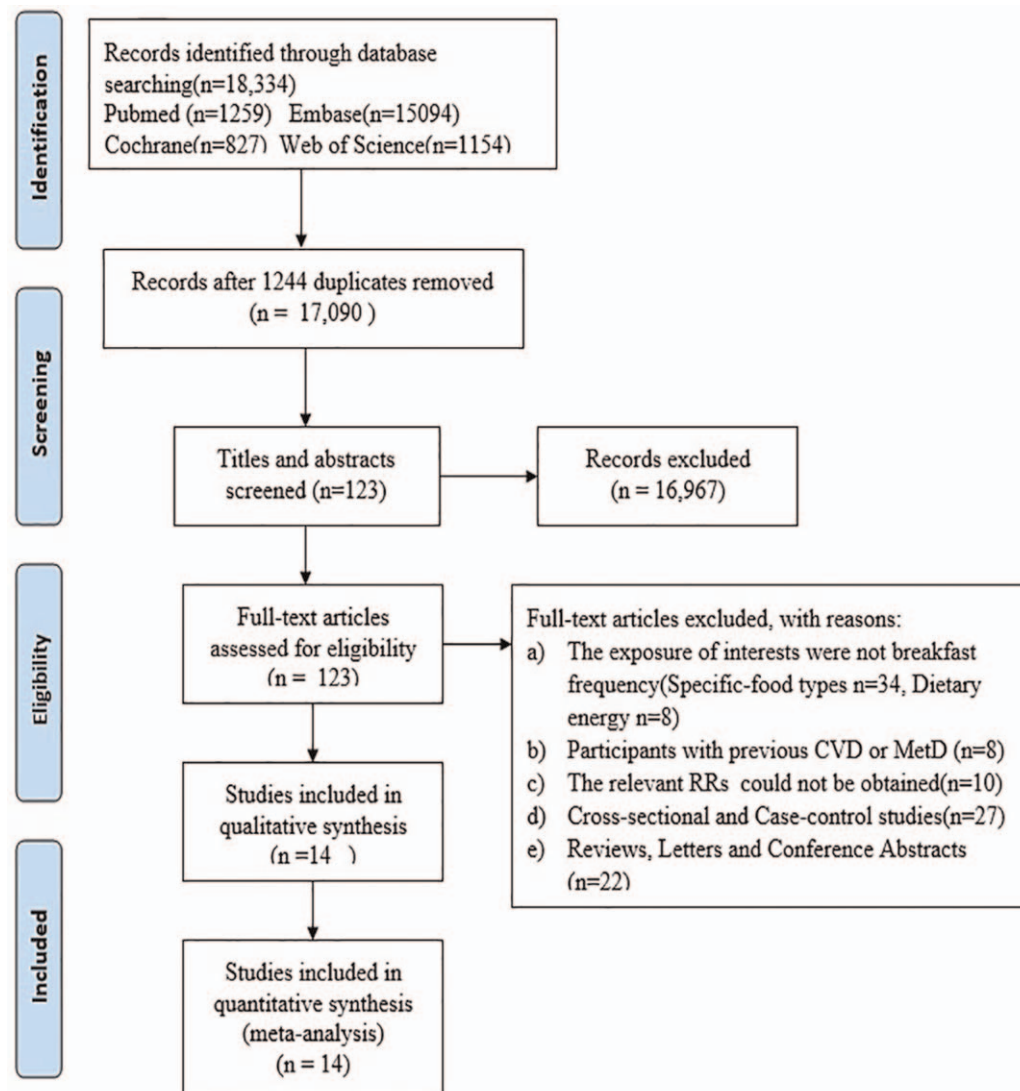 Identification
Records identified through database
searching(n=18,334)
Pubmed (n=1259) Embase(n=15094)
Cochrane(n=827) Web of Science(n=1154)
Screening
Records after 1244 duplicates removed
(n = 17,090 )
Titles and abstracts
screened (n=123)
Records excluded
(n = 16,967)
Eligibility
Full-text articles
assessed for eligibility
(n = 123)
Full-text articles excluded, with reasons:
a) The exposure of interests were not breakfast
frequency(Specific-food types n=34, Dietary
energy n=8)
b) Participants with previous CVD or MetD (n=8)
c) The relevant RRs could not be obtained(n=10)
d) Cross-sectional and Case-control studies(n=27)
e) Reviews, Letters and Conference Abstracts
(n=22)
Studies included in
qualitative synthesis
(n =14 )
Included
Studies included in
quantitative synthesis
(meta-analysis)
(n = 14)